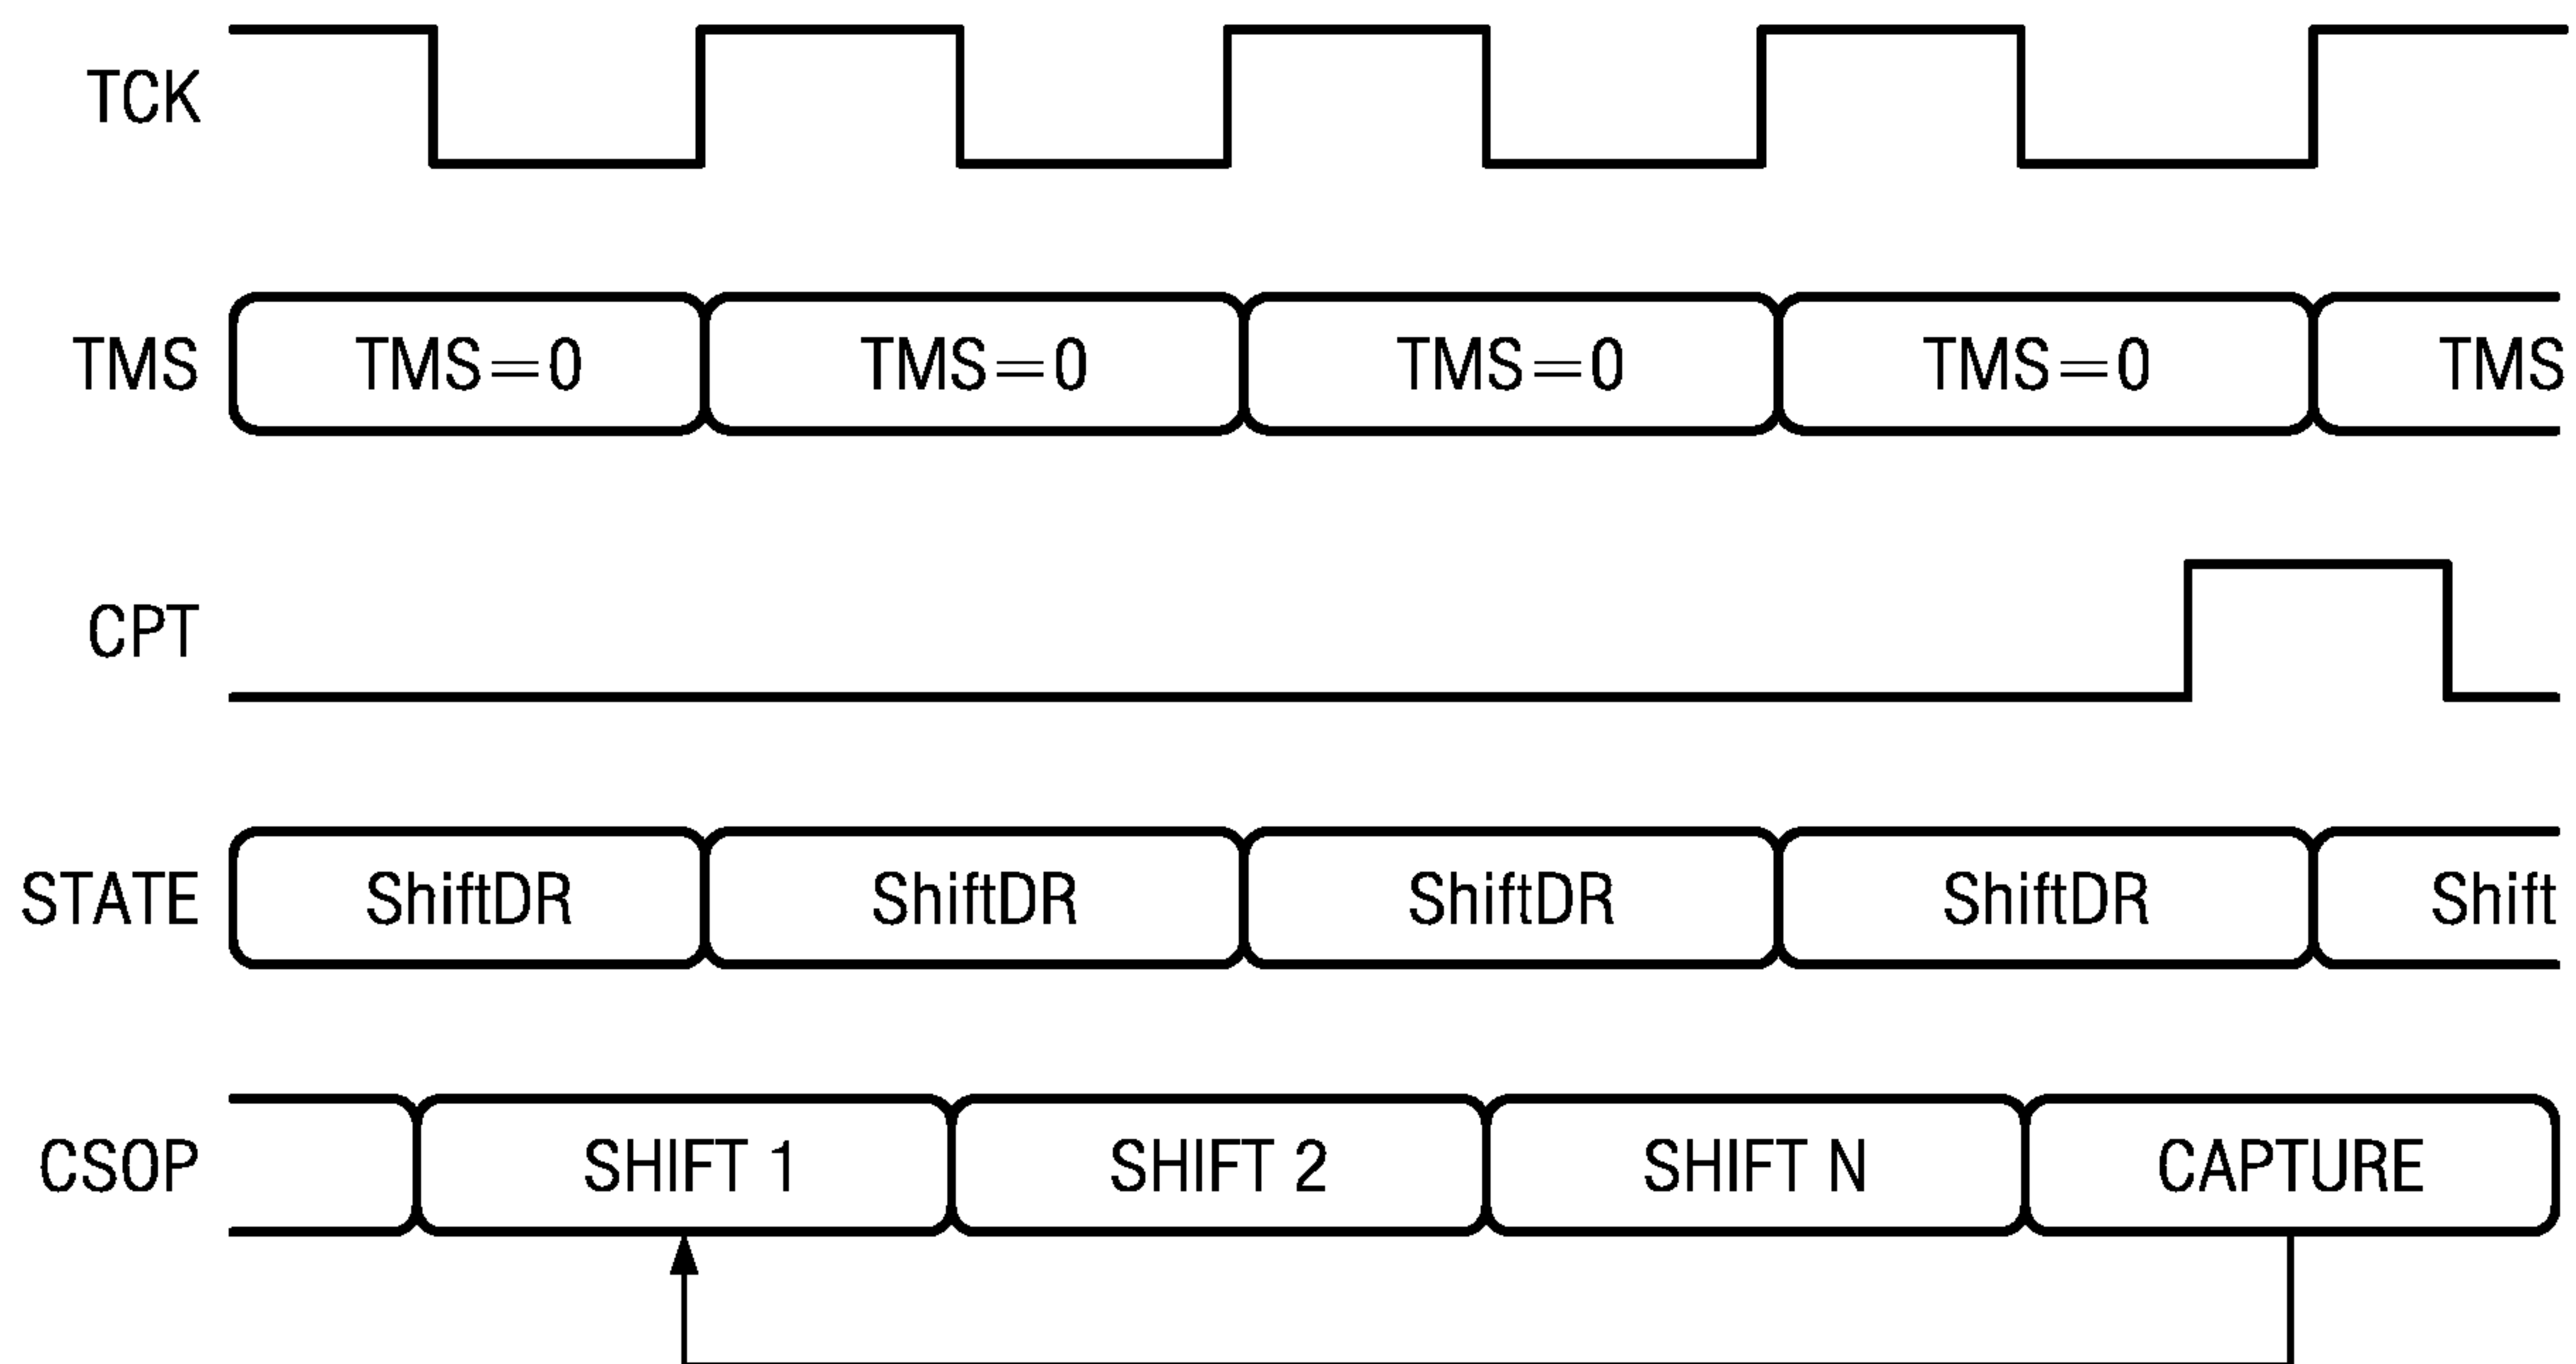 TCK
TMS TMS=0 TMS=0 TMS=0 TMS=0 TMS
CPT
STATE ShiftDR ShiftDR ShiftDR ShiftDR Shift
CSOP SHIFT 1 SHIFT 2 SHIFT N CAPTURE